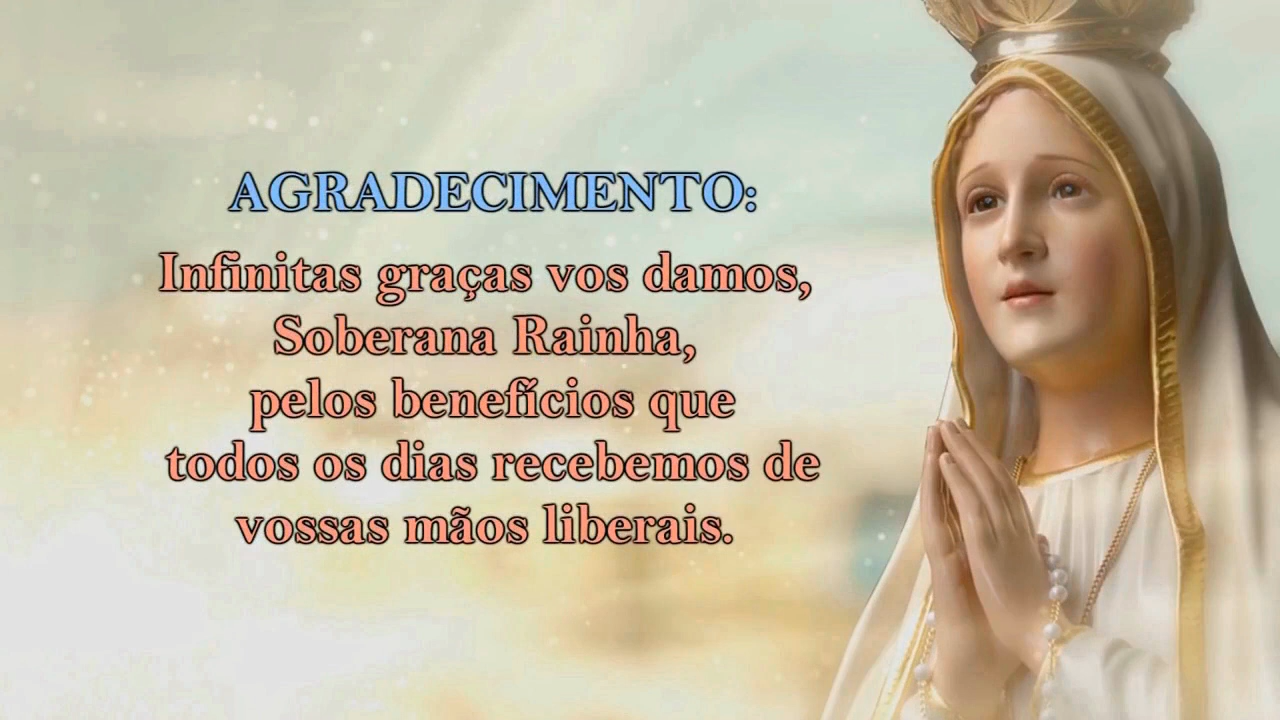 AGRADECIMENTO:
Infinitas graças vos damos,
Soberana Rainha,
pelos benefícios que
todos os dias recebemos de
vossas mãos liberais.